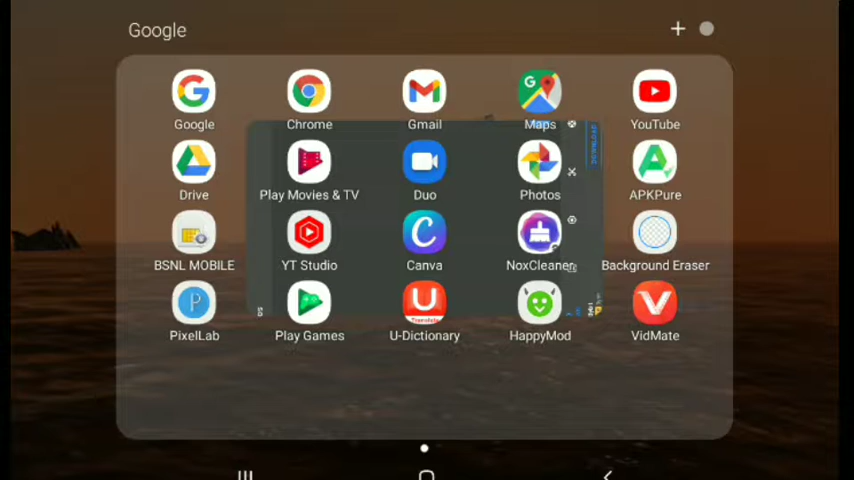 Google
Google Chrome Gmail Maps YouTube
Drive Play Movies & TV Duo Photos APKPure
BSNL MOBILE YT Studio Canva NoxCleaner Background Eraser
PixelLab Play Games U-Dictionary HappyMod VidMate